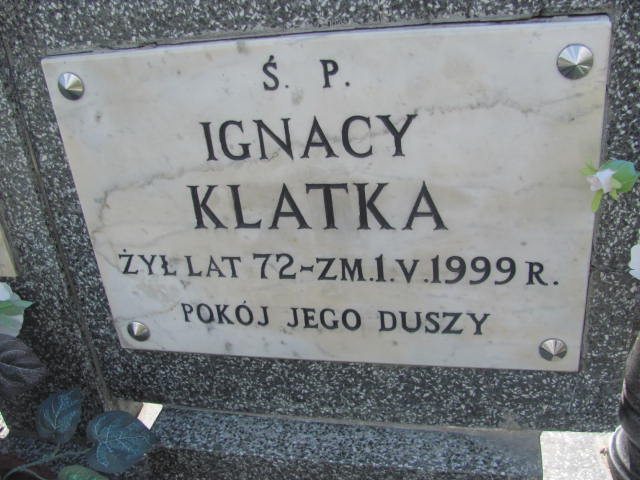 Ś. P.
IGNACY
KLATKA
ŻYŁ LAT 72-ZM.1.V.1999 R.
POKÓJ JEGO DUSZY